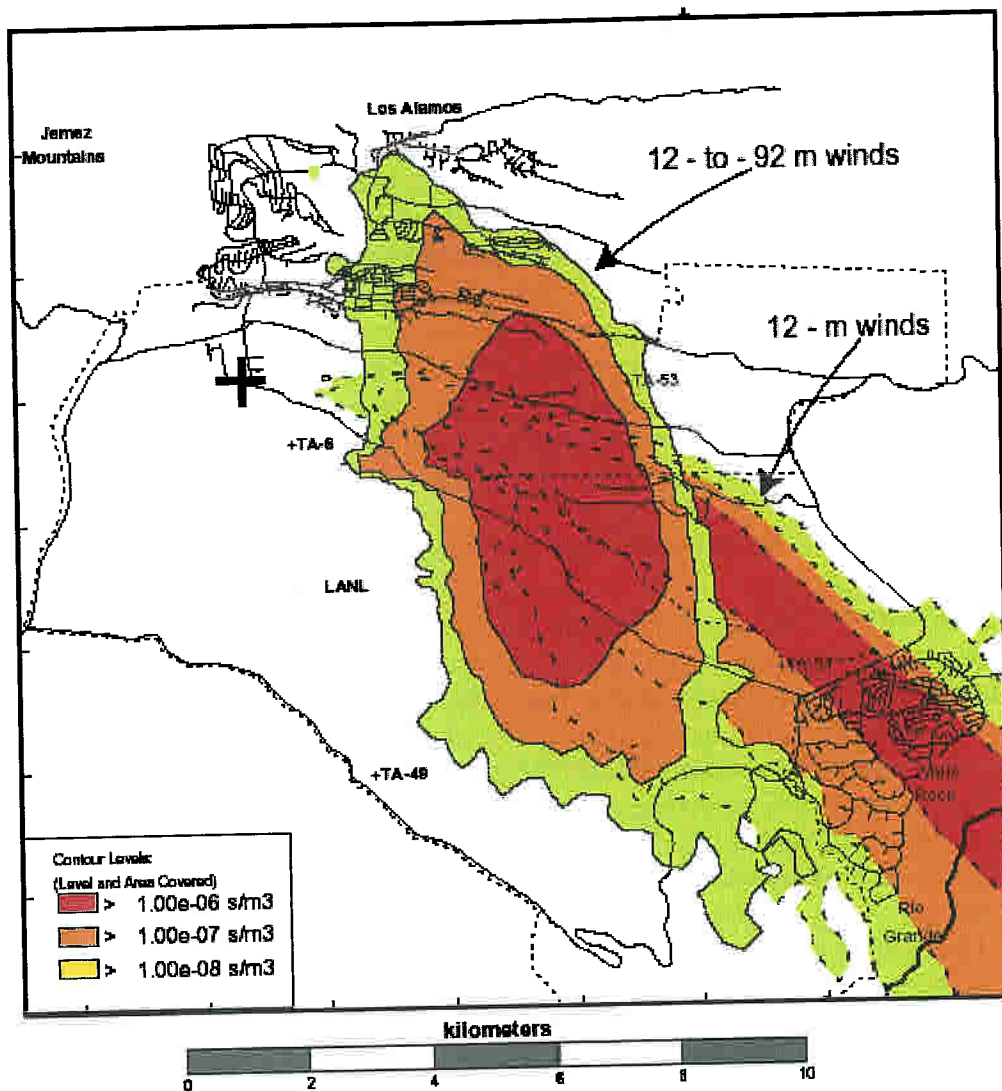 Los Alamos
Jemez
Mountains
12 - to - 92 m winds
12 - m winds
TA-53
+TA-6
LANL
White
Rock
+TA-49
Rio
Grande
Contour Levels:
(Level and Area Covered)
> 1.00e-06 s/m3
> 1.00e-07 s/m3
> 1.00e-08 s/m3
kilometers
0 2 4 6 8 10